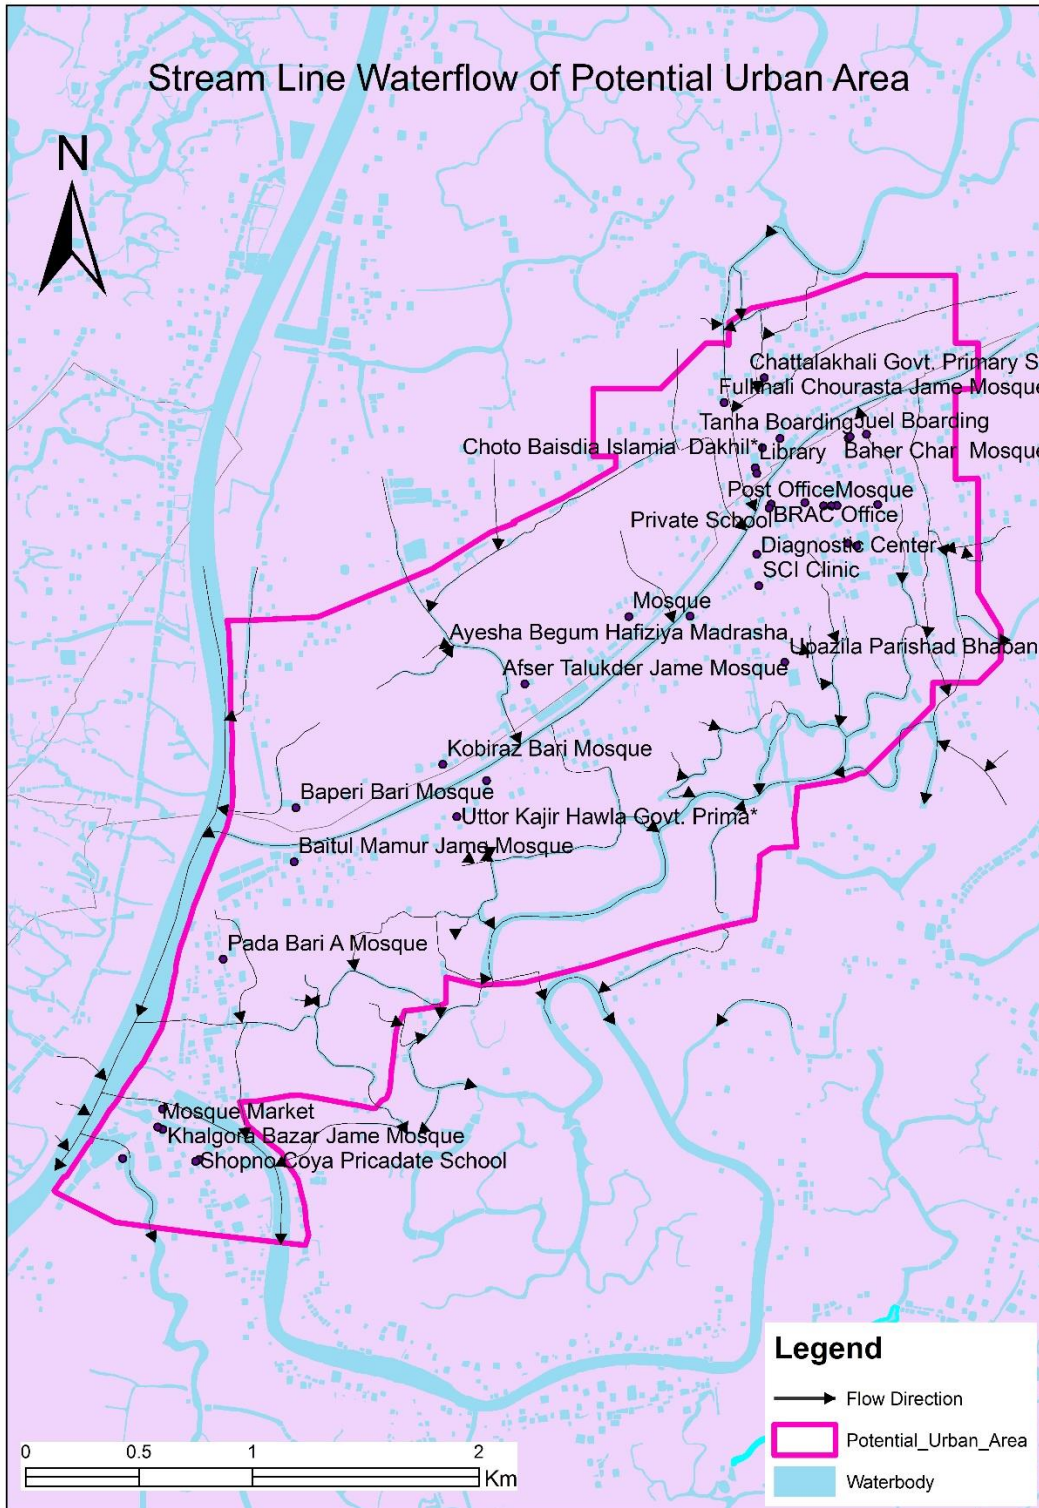 Stream Line Waterflow of Potential Urban Area
N
Chattalakhali Govt. Primary S
Fulkhali Chourasta Jame Mosque
Tanha Boarding
Juel Boarding
Choto Baisdia Islamia Dakhil*
Library
Baher Char Mosque
Post Office
Mosque
Private School
BRAC Office
Diagnostic Center
SCI Clinic
Mosque
Ayesha Begum Hafiziya Madrasha
Upazila Parishad Bhaban
Afser Talukder Jame Mosque
Kobiraz Bari Mosque
Baperi Bari Mosque
Uttor Kajir Hawla Govt. Prima*
Baitul Mamur Jame Mosque
Pada Bari A Mosque
Mosque Market
Khalgora Bazar Jame Mosque
Shopno Coya Pricadate School
Legend
Flow Direction
Potential_Urban_Area
Waterbody
0 0.5 1 2
Km